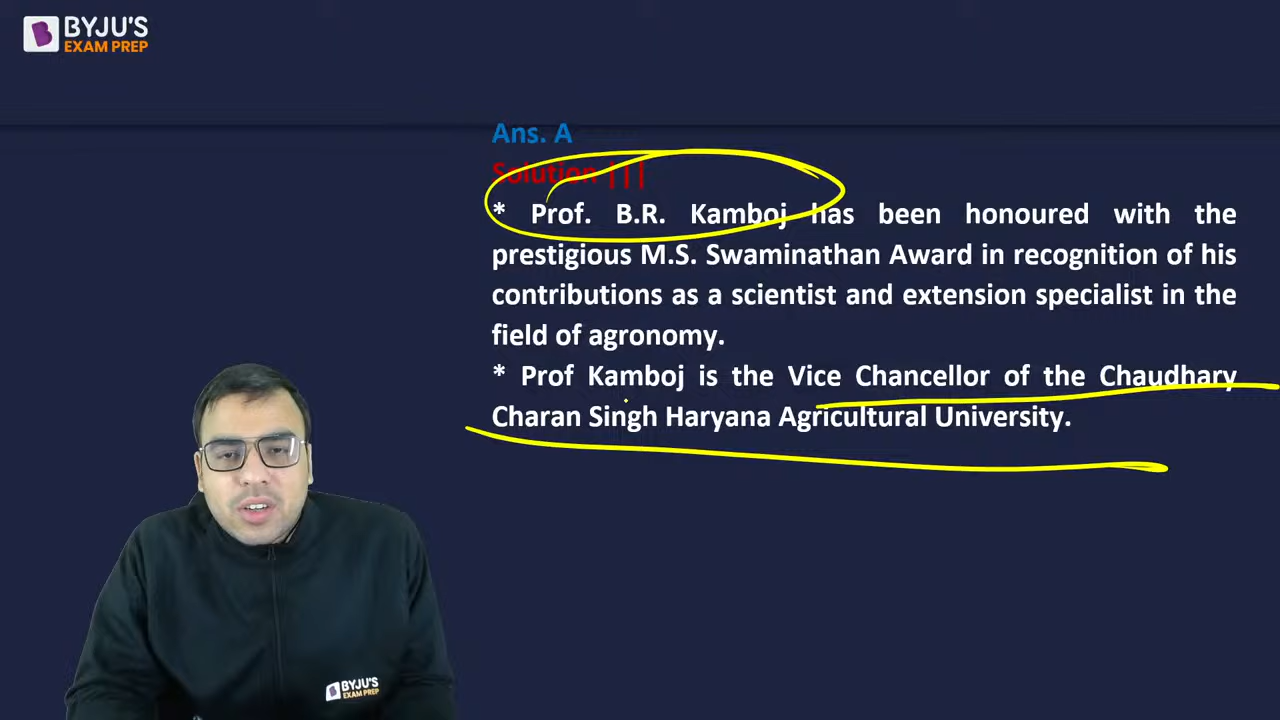 BYJU'S
EXAM PREP
Ans. A
Solution |||
* Prof. B.R. Kamboj has been honoured with the
prestigious M.S. Swaminathan Award in recognition of his
contributions as a scientist and extension specialist in the
field of agronomy.
* Prof Kamboj is the Vice Chancellor of the Chaudhary
Charan Singh Haryana Agricultural University.
BYJU'S
EXAM PREP